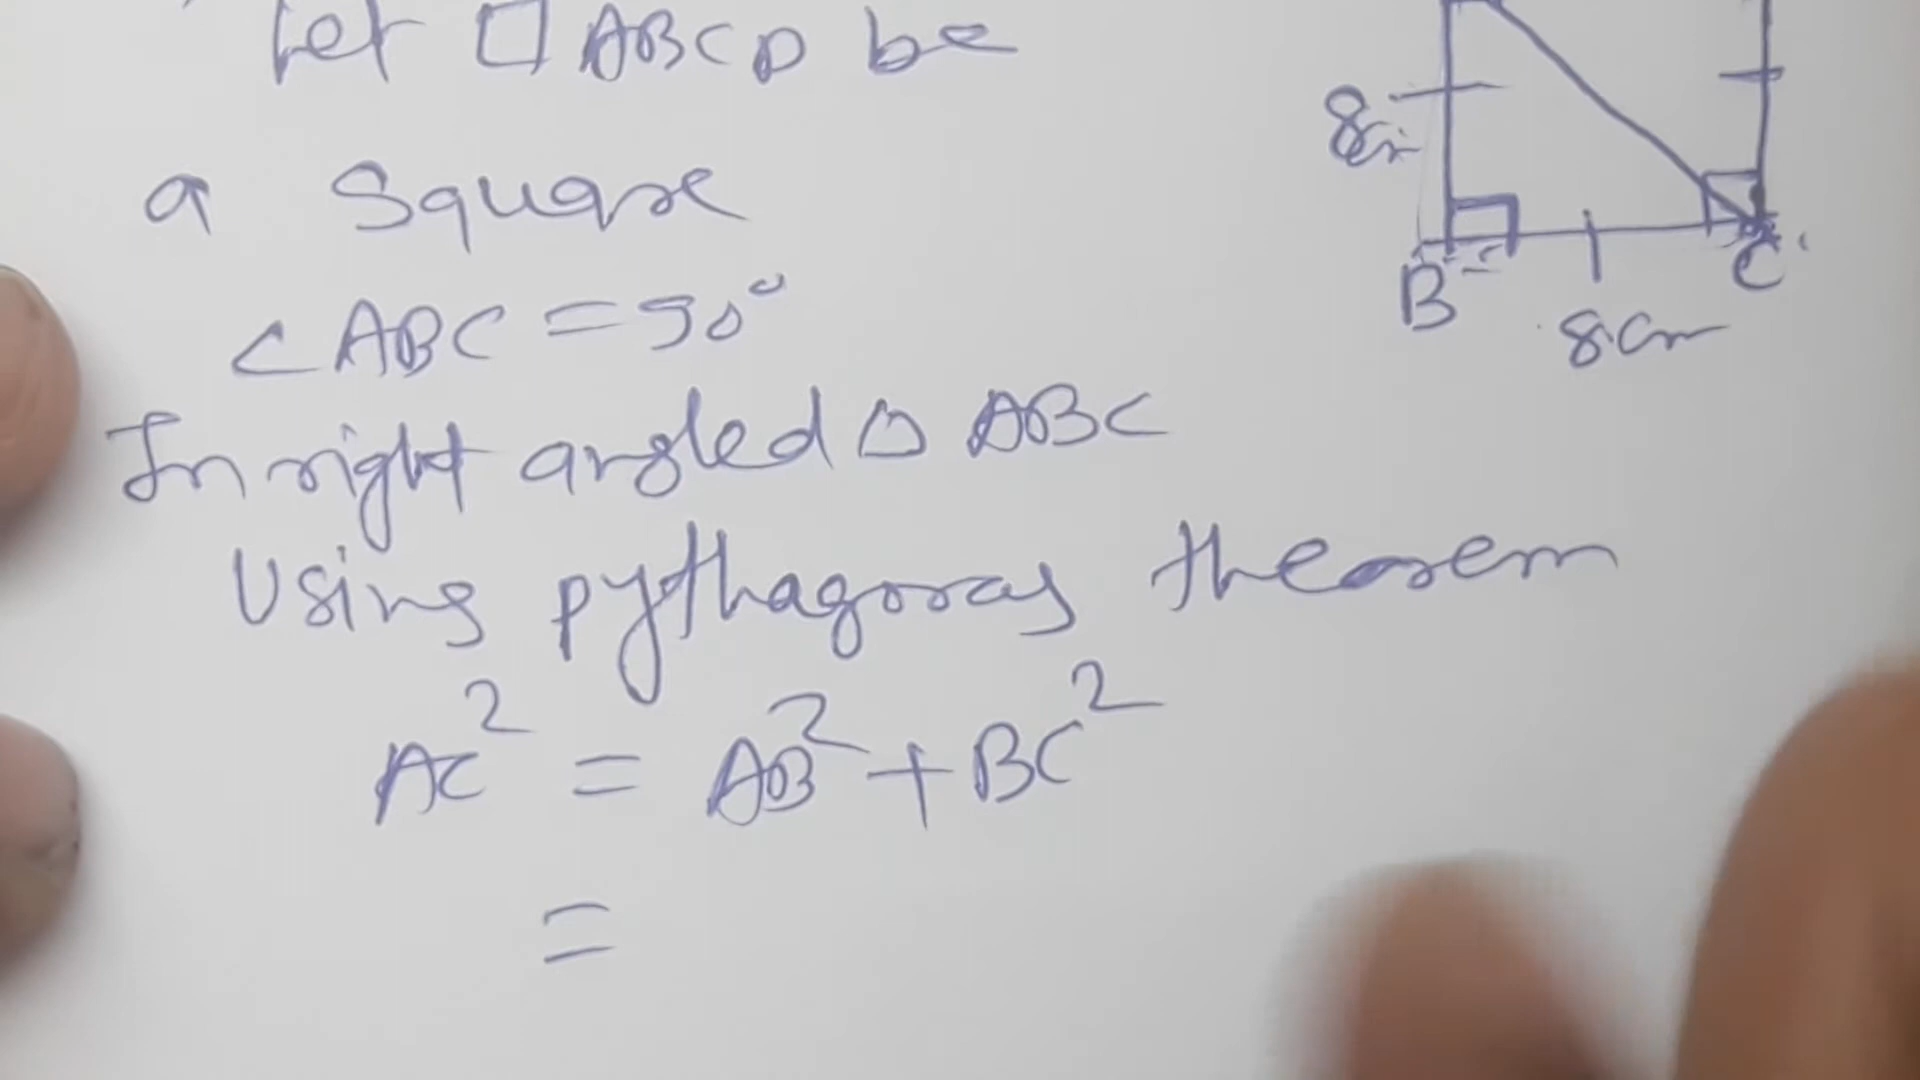 Let □ ABCD be
a Square
∠ABC = 90°
In right angled △ ABC
Using pythagoras theorem
AC² = AB² + BC²
=
8cm
B
C
8cm